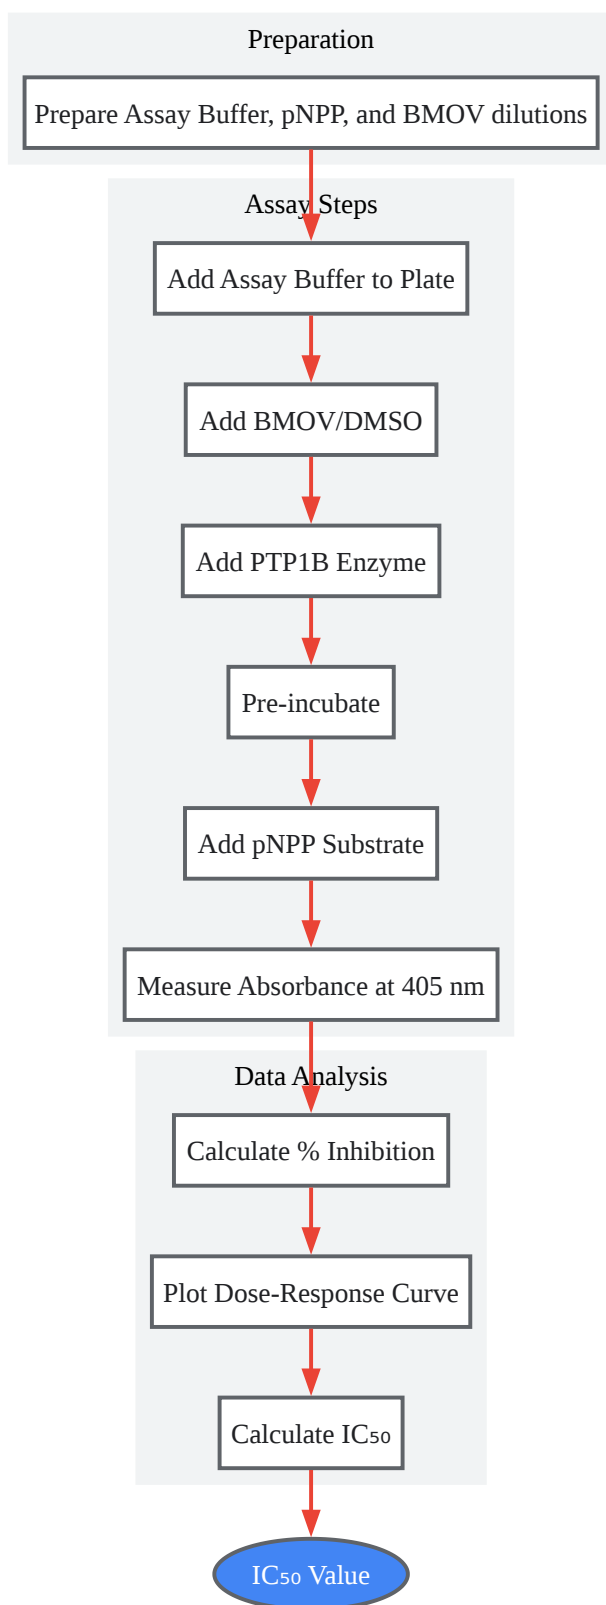 Preparation
Prepare Assay Buffer, pNPP, and BMOV dilutions
Assay Steps
Add Assay Buffer to Plate
Add BMOV/DMSO
Add PTP1B Enzyme
Pre-incubate
Add pNPP Substrate
Measure Absorbance at 405 nm
Data Analysis
Calculate % Inhibition
Plot Dose-Response Curve
Calculate IC₅₀
IC₅₀ Value